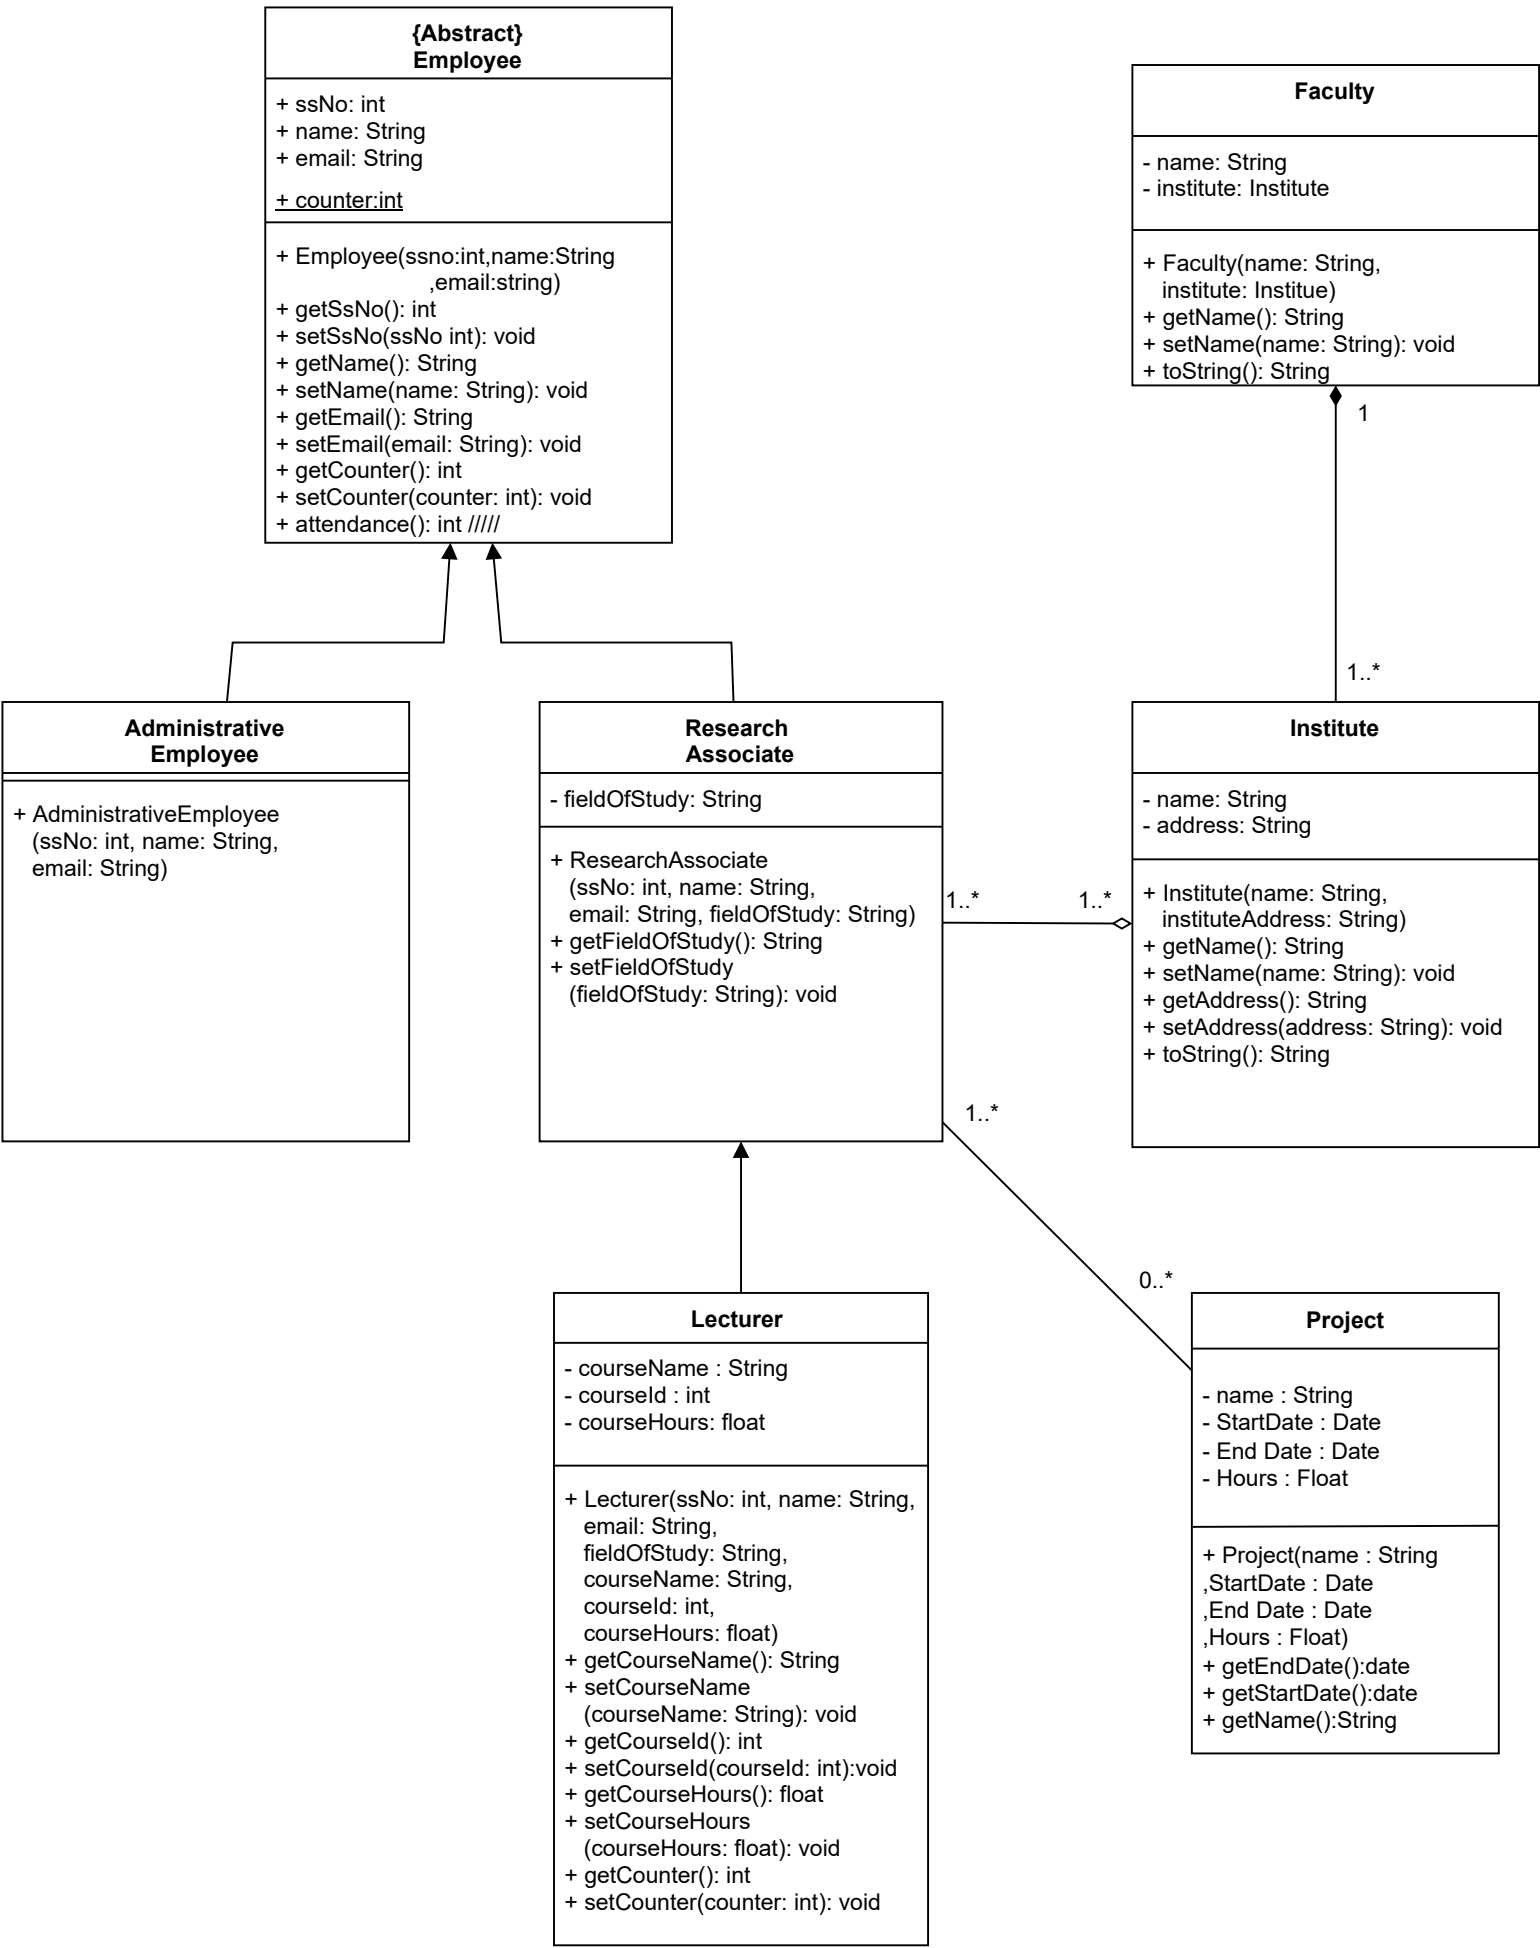 {Abstract}
Employee
+ ssNo: int
+ name: String
+ email: String
+ counter:int
+ Employee(ssno:int,name:String
,email:string)
+ getSsNo(): int
+ setSsNo(ssNo int): void
+ getName(): String
+ setName(name: String): void
+ getEmail(): String
+ setEmail(email: String): void
+ getCounter(): int
+ setCounter(counter: int): void
+ attendance(): int /////
Faculty
- name: String
- institute: Institute
+ Faculty(name: String,
institute: Institue)
+ getName(): String
+ setName(name: String): void
+ toString(): String
1
1..*
Administrative
Employee
+ AdministrativeEmployee
(ssNo: int, name: String,
email: String)
Research
Associate
- fieldOfStudy: String
+ ResearchAssociate
(ssNo: int, name: String,
email: String, fieldOfStudy: String)
+ getFieldOfStudy(): String
+ setFieldOfStudy
(fieldOfStudy: String): void
1..*
1..*
Institute
- name: String
- address: String
+ Institute(name: String,
instituteAddress: String)
+ getName(): String
+ setName(name: String): void
+ getAddress(): String
+ setAddress(address: String): void
+ toString(): String
1..*
0..*
Lecturer
- courseName : String
- courseId : int
- courseHours: float
+ Lecturer(ssNo: int, name: String,
email: String,
fieldOfStudy: String,
courseName: String,
courseId: int,
courseHours: float)
+ getCourseName(): String
+ setCourseName
(courseName: String): void
+ getCourseId(): int
+ setCourseId(courseId: int):void
+ getCourseHours(): float
+ setCourseHours
(courseHours: float): void
+ getCounter(): int
+ setCounter(counter: int): void
Project
- name : String
- StartDate : Date
- End Date : Date
- Hours : Float
+ Project(name : String
,StartDate : Date
,End Date : Date
,Hours : Float)
+ getEndDate():date
+ getStartDate():date
+ getName():String